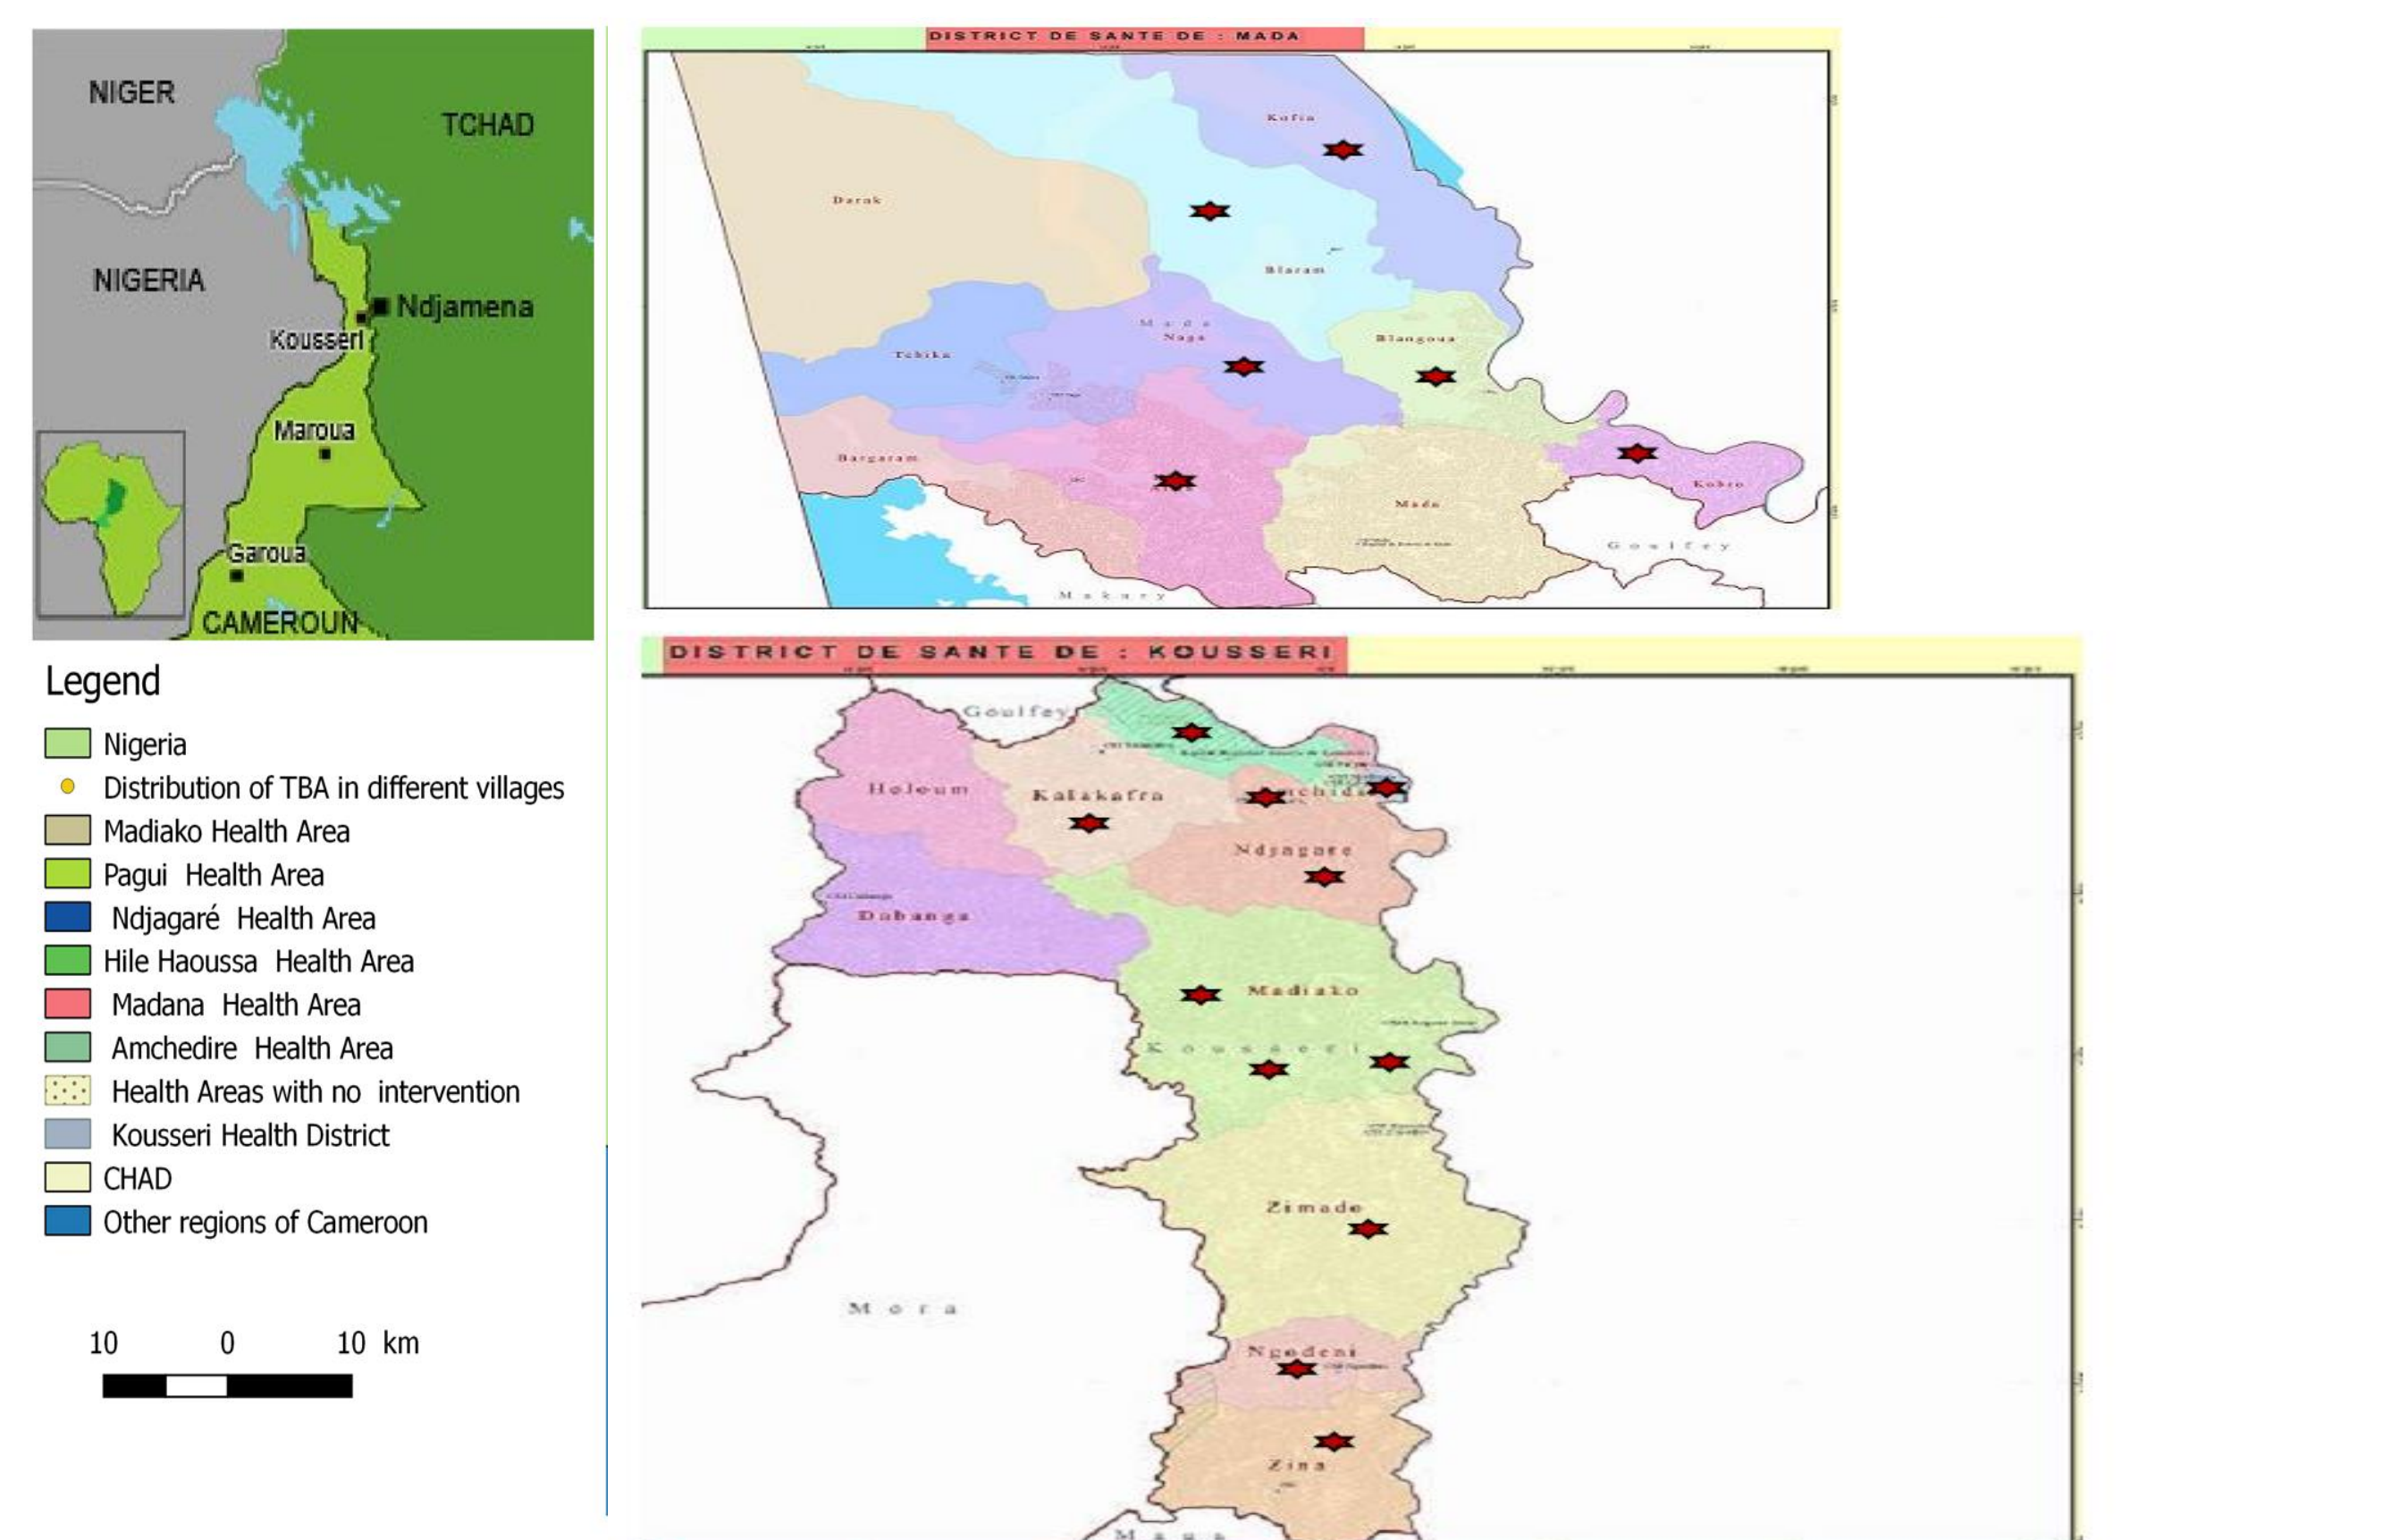 NIGER
TCHAD
NIGERIA
Ndjamena
Kousseri
Maroua
Garoua
CAMEROUN
Legend
Nigeria
Distribution of TBA in different villages
Madiako Health Area
Pagui Health Area
Ndjagaré Health Area
Hile Haoussa Health Area
Madana Health Area
Amchedire Health Area
Health Areas with no intervention
Kousseri Health District
CHAD
Other regions of Cameroon
10 0 10 km
DISTRICT DE SANTE DE : MADA
Kofia
Darak
Blaram
Mada
Naga
Blangoua
Tchika
Bargaram
Kobro
Mada
Goulfey
Makary
DISTRICT DE SANTE DE : KOUSSERI
Goulfey
Holoum
Kalakafra
Ndjagare
Dabanga
Madiako
Kousseri
Zimado
Mora
Ngodeni
Zina
Maga